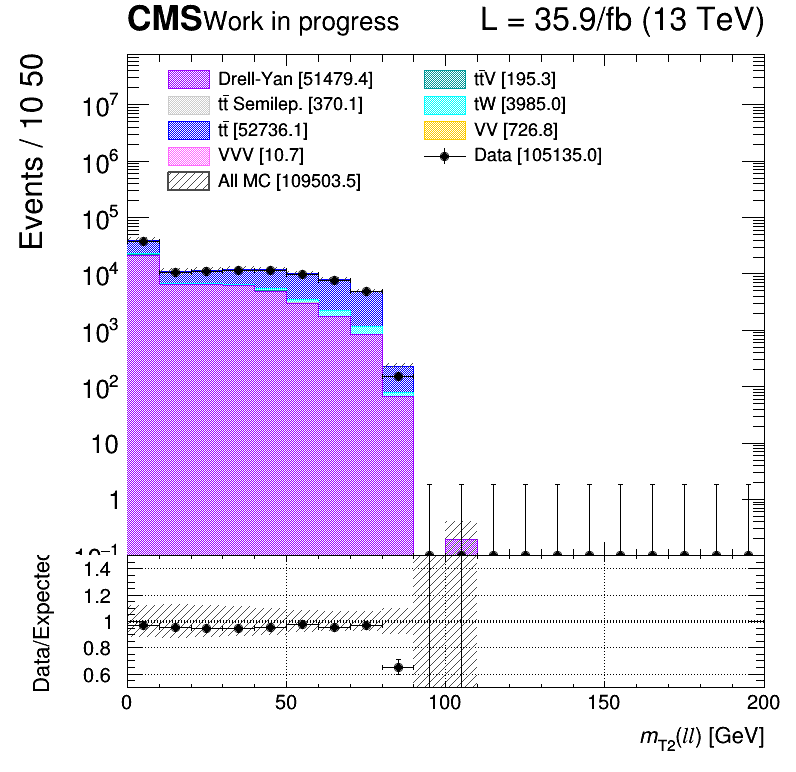 CMS Work in progress L = 35.9/fb (13 TeV)
Events / 10 50
Drell-Yan [51479.4]
tt̄ Semilep. [370.1]
tt̄ [52736.1]
VVV [10.7]
All MC [109503.5]
tt̄V [195.3]
tW [3985.0]
VV [726.8]
Data [105135.0]
10⁷
10⁶
10⁵
10⁴
10³
10²
10
1
10⁻¹
Data/Expected
1.4
1.2
1
0.8
0.6
0 50 100 150 200
m_T2(ll) [GeV]